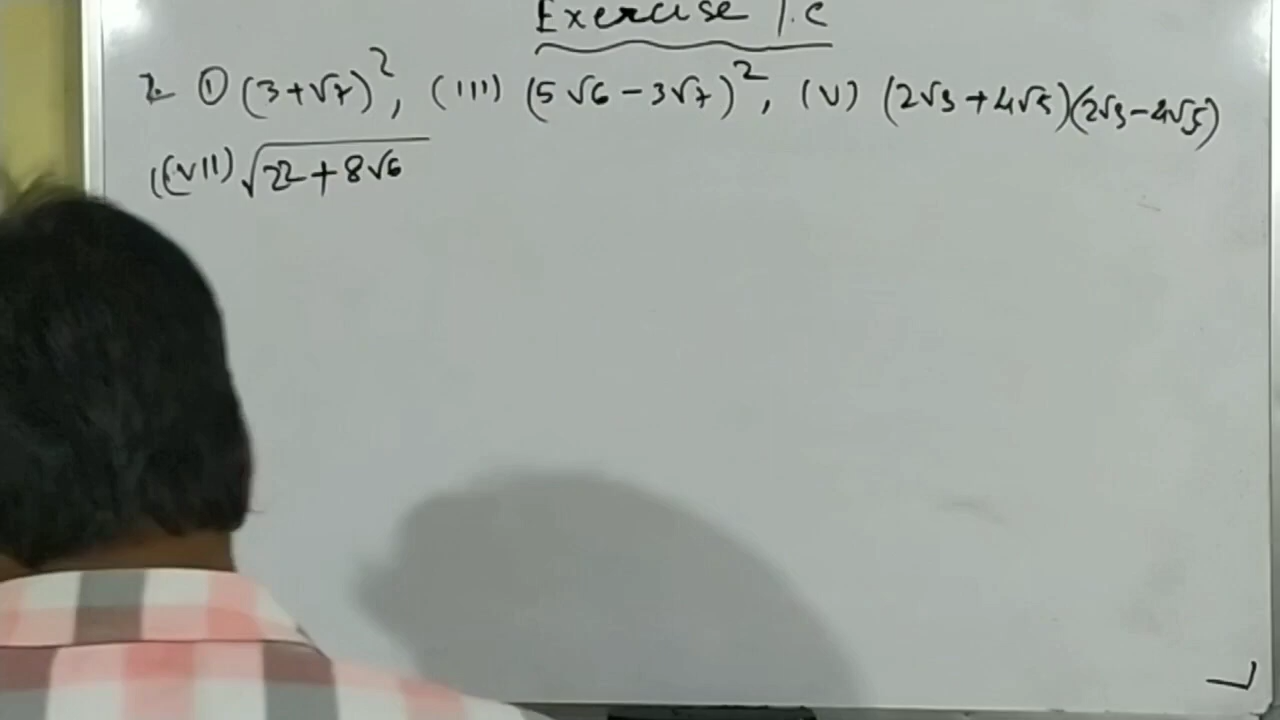 Exercise 1.c
2. ① (3+√7)², (III) (5√6 − 3√7)², (V) (2√3 + 4√5)(2√3 − 4√5)
(VII) √22 + 8√6